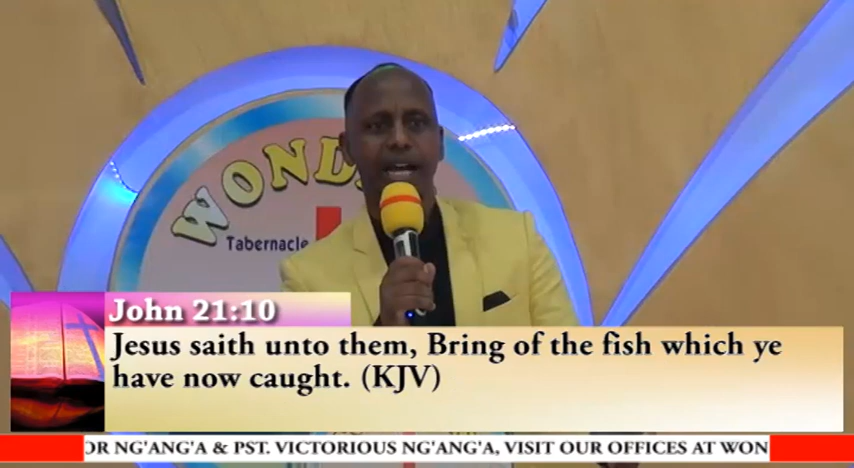 WOND
Tabernacle
John 21:10
Jesus saith unto them, Bring of the fish which ye
have now caught. (KJV)
OR NG'ANG'A & PST. VICTORIOUS NG'ANG'A, VISIT OUR OFFICES AT WON